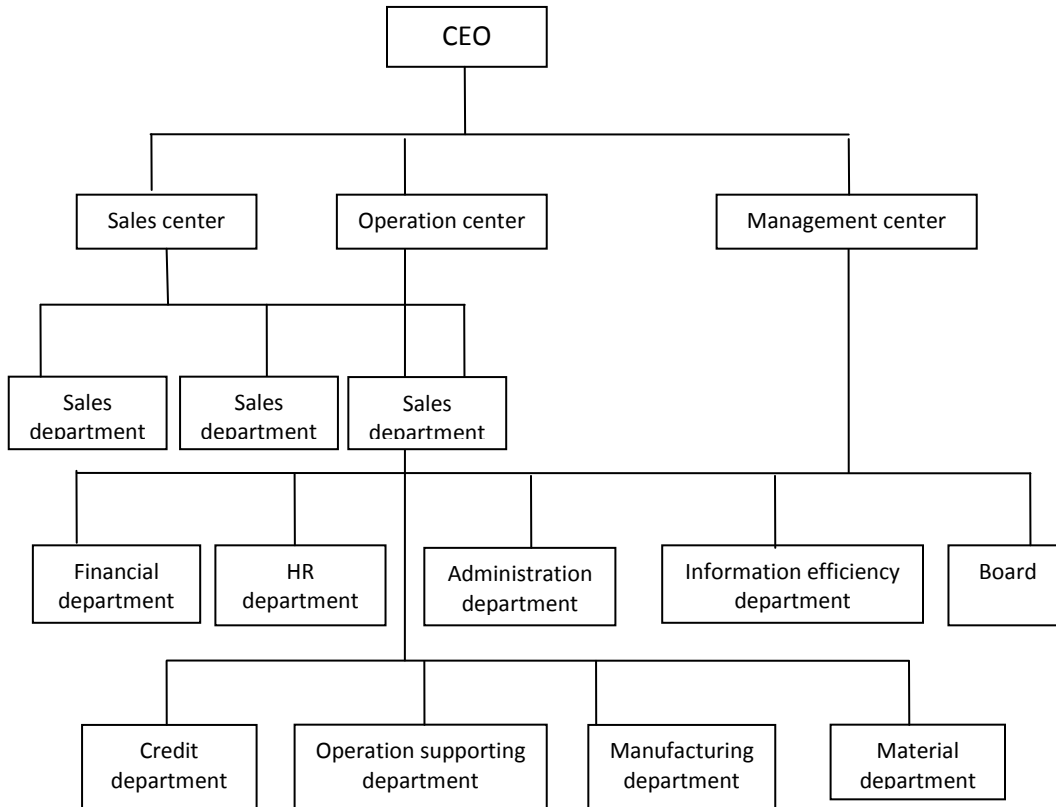 CEO
Sales center
Operation center
Management center
Sales
department
Sales
department
Sales
department
Financial
department
HR
department
Administration
department
Information efficiency
department
Board
Credit
department
Operation supporting
department
Manufacturing
department
Material
department